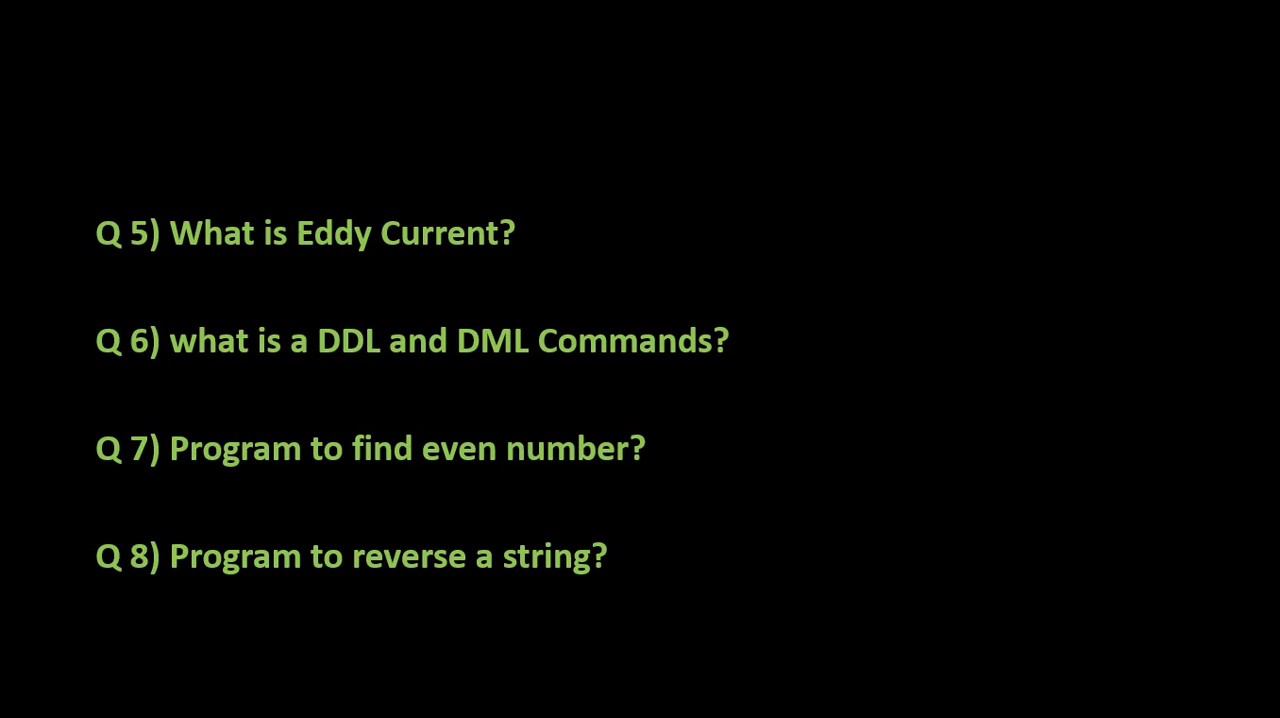 Q 5) What is Eddy Current?
Q 6) what is a DDL and DML Commands?
Q 7) Program to find even number?
Q 8) Program to reverse a string?